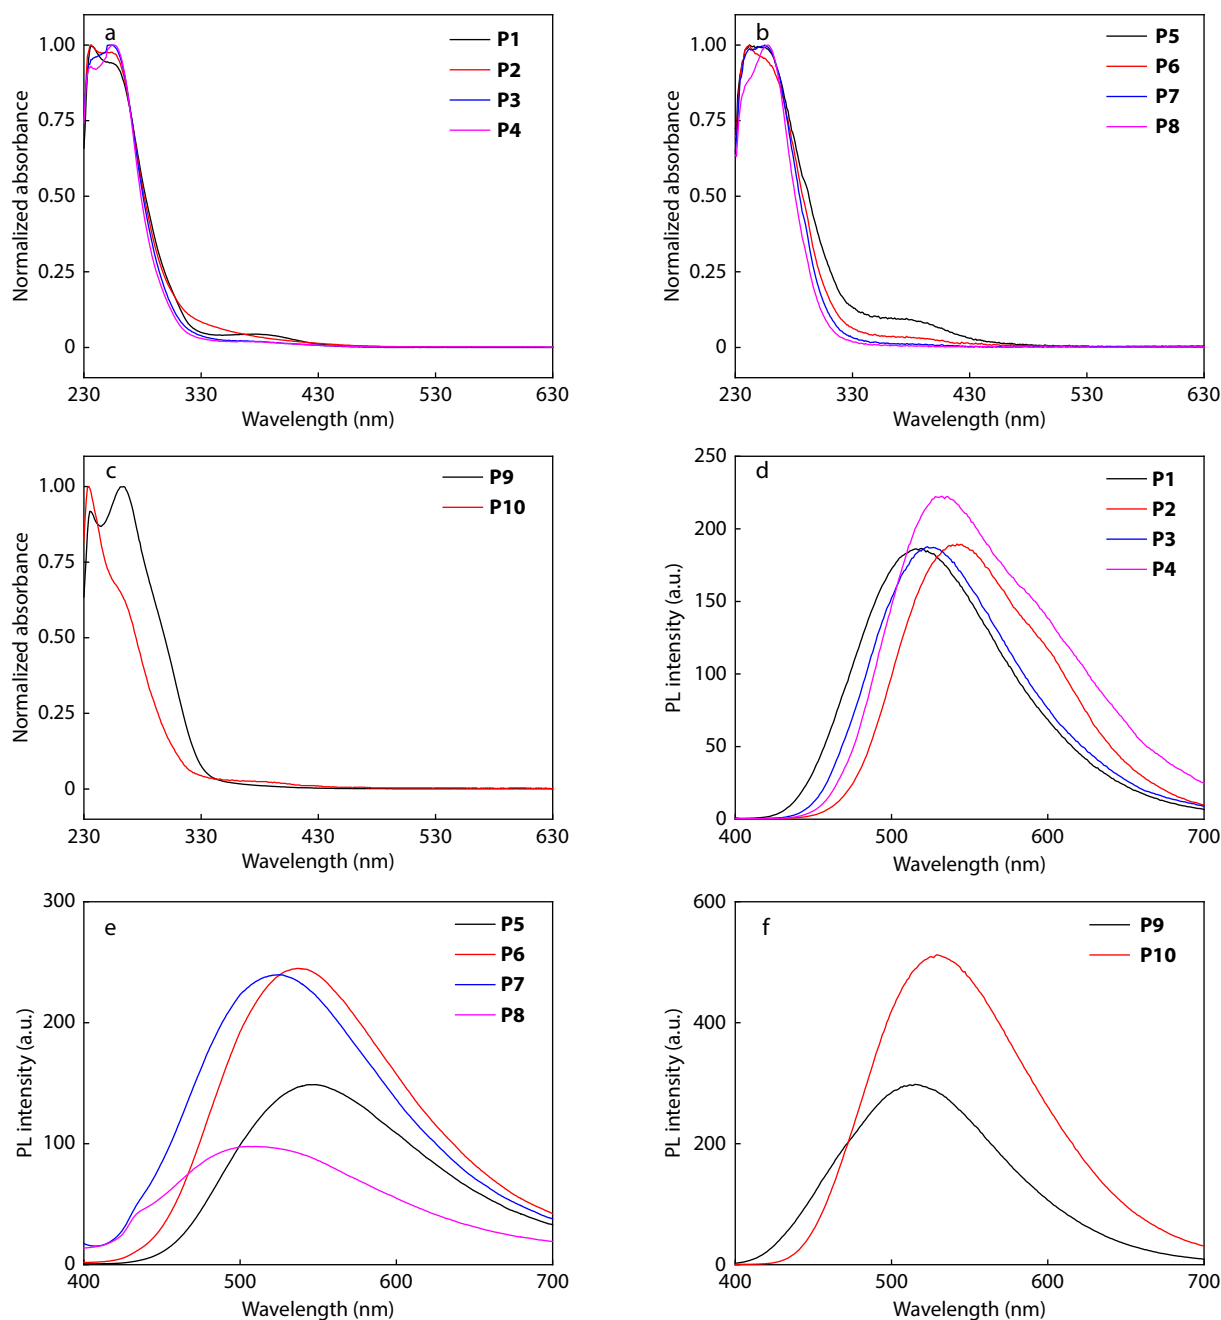 a
P1
P2
P3
P4
1.00
0.75
0.50
0.25
0
Normalized absorbance
230 330 430 530 630
Wavelength (nm)
b
P5
P6
P7
P8
1.00
0.75
0.50
0.25
0
Normalized absorbance
230 330 430 530 630
Wavelength (nm)
c
P9
P10
1.00
0.75
0.50
0.25
0
Normalized absorbance
230 330 430 530 630
Wavelength (nm)
d
P1
P2
P3
P4
250
200
150
100
50
0
PL intensity (a.u.)
400 500 600 700
Wavelength (nm)
e
P5
P6
P7
P8
300
200
100
0
PL intensity (a.u.)
400 500 600 700
Wavelength (nm)
f
P9
P10
600
400
200
0
PL intensity (a.u.)
400 500 600 700
Wavelength (nm)